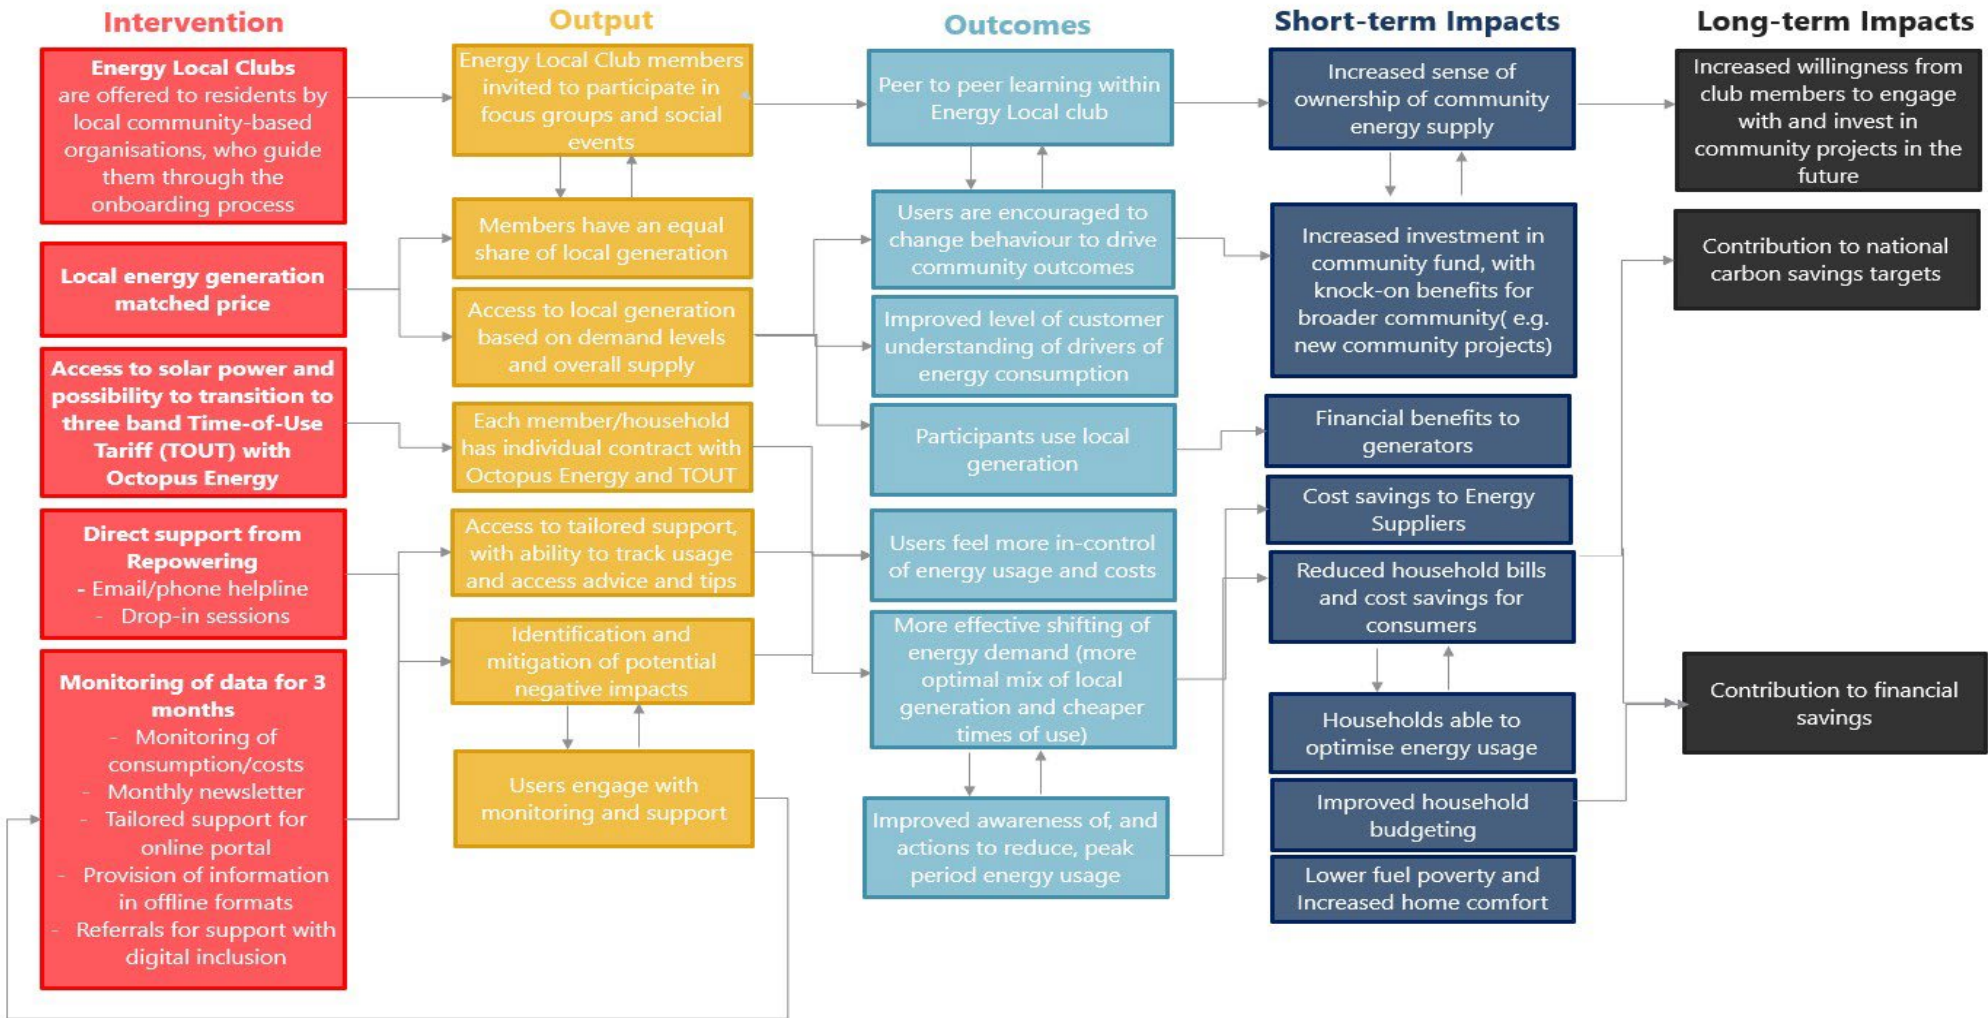 Intervention
Energy Local Clubs
are offered to residents by
local community-based
organisations, who guide
them through the
onboarding process
Local energy generation
matched price
Access to solar power and
possibility to transition to
three band Time-of-Use
Tariff (TOUT) with
Octopus Energy
Direct support from
Repowering
- Email/phone helpline
- Drop-in sessions
Monitoring of data for 3
months
- Monitoring of
consumption/costs
- Monthly newsletter
- Tailored support for
online portal
- Provision of information
in offline formats
- Referrals for support with
digital inclusion
Output
Energy Local Club members
invited to participate in
focus groups and social
events
Members have an equal
share of local generation
Access to local generation
based on demand levels
and overall supply
Each member/household
has individual contract with
Octopus Energy and TOUT
Access to tailored support,
with ability to track usage
and access advice and tips
Identification and
mitigation of potential
negative impacts
Users engage with
monitoring and support
Outcomes
Peer to peer learning within
Energy Local club
Users are encouraged to
change behaviour to drive
community outcomes
Improved level of customer
understanding of drivers of
energy consumption
Participants use local
generation
Users feel more in-control
of energy usage and costs
More effective shifting of
energy demand (more
optimal mix of local
generation and cheaper
times of use)
Improved awareness of, and
actions to reduce, peak
period energy usage
Short-term Impacts
Increased sense of
ownership of community
energy supply
Increased investment in
community fund, with
knock-on benefits for
broader community( e.g.
new community projects)
Financial benefits to
generators
Cost savings to Energy
Suppliers
Reduced household bills
and cost savings for
consumers
Households able to
optimise energy usage
Improved household
budgeting
Lower fuel poverty and
Increased home comfort
Long-term Impacts
Increased willingness from
club members to engage
with and invest in
community projects in the
future
Contribution to national
carbon savings targets
Contribution to financial
savings